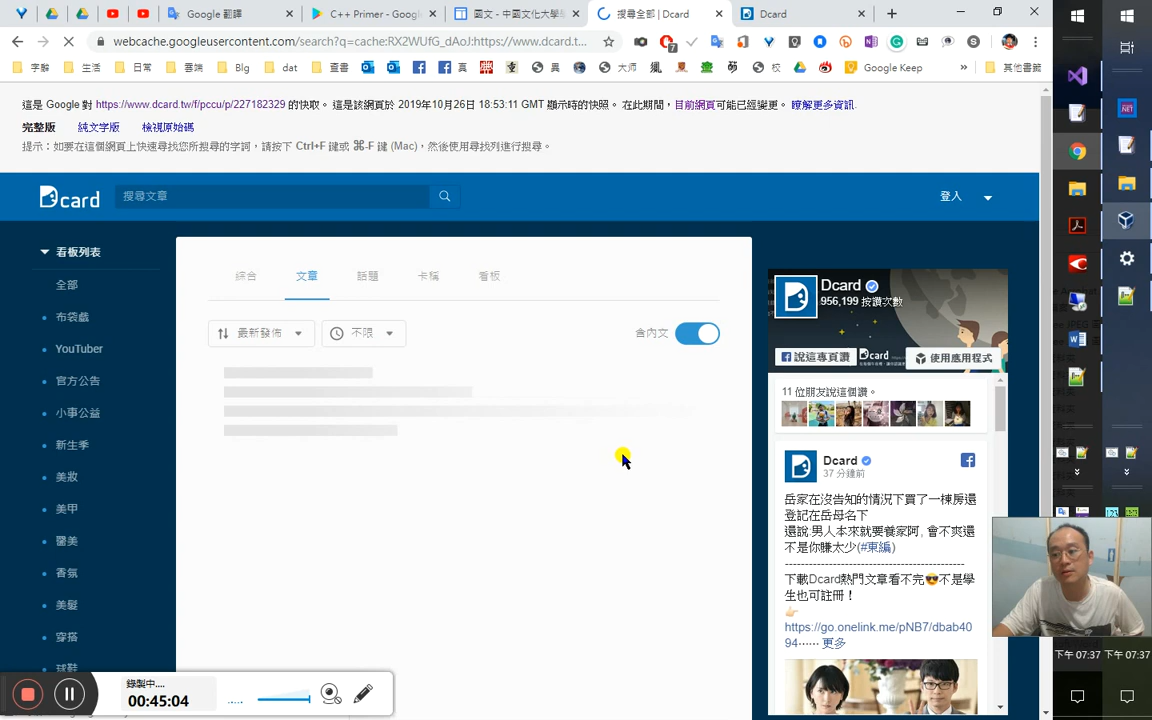 Google 翻譯
C++ Primer - Googl
國文 - 中國文化大學
搜尋全部 | Dcard
Dcard
webcache.googleusercontent.com/search?q=cache:RX2WUfG_dAoJ:https://www.dcard.t...
字辭
生活
日常
雲端
Blg
dat
查書
真
異
大师
校
Google Keep
其他書籤
這是 Google 對 https://www.dcard.tw/f/pccu/p/227182329 的快取。 這是該網頁於 2019年10月26日 18:53:11 GMT 顯示時的快照。 在此期間，目前網頁可能已經變更。 瞭解更多資訊.
完整版 純文字版 檢視原始碼
提示：如要在這個網頁上快速尋找您所搜尋的字詞，請按下 Ctrl+F 鍵或 ⌘-F 鍵 (Mac)，然後使用尋找列進行搜尋。
Dcard
搜尋文章
登入
看板列表
全部
布袋戲
YouTuber
官方公告
小事公益
新生季
美妝
美甲
醫美
香氛
美髮
穿搭
球鞋
綜合 文章 話題 卡稱 看板
最新發佈
不限
含內文
Dcard
956,199 按讚次數
說這專頁讚
Dcard
使用應用程式
11 位朋友說這個讚。
Dcard
37 分鐘前
岳家在沒告知的情況下買了一棟房還
登記在岳母名下
還說:男人本來就要養家阿, 會不爽還
不是你賺太少(#東編)
------------------------------------
下載Dcard熱門文章看不完😎不是學
生也可註冊！
👉🏻
https://go.onelink.me/pNB7/dbab40
94⋯⋯ 更多
錄製中....
00:45:04
下午 07:37
下午 07:37